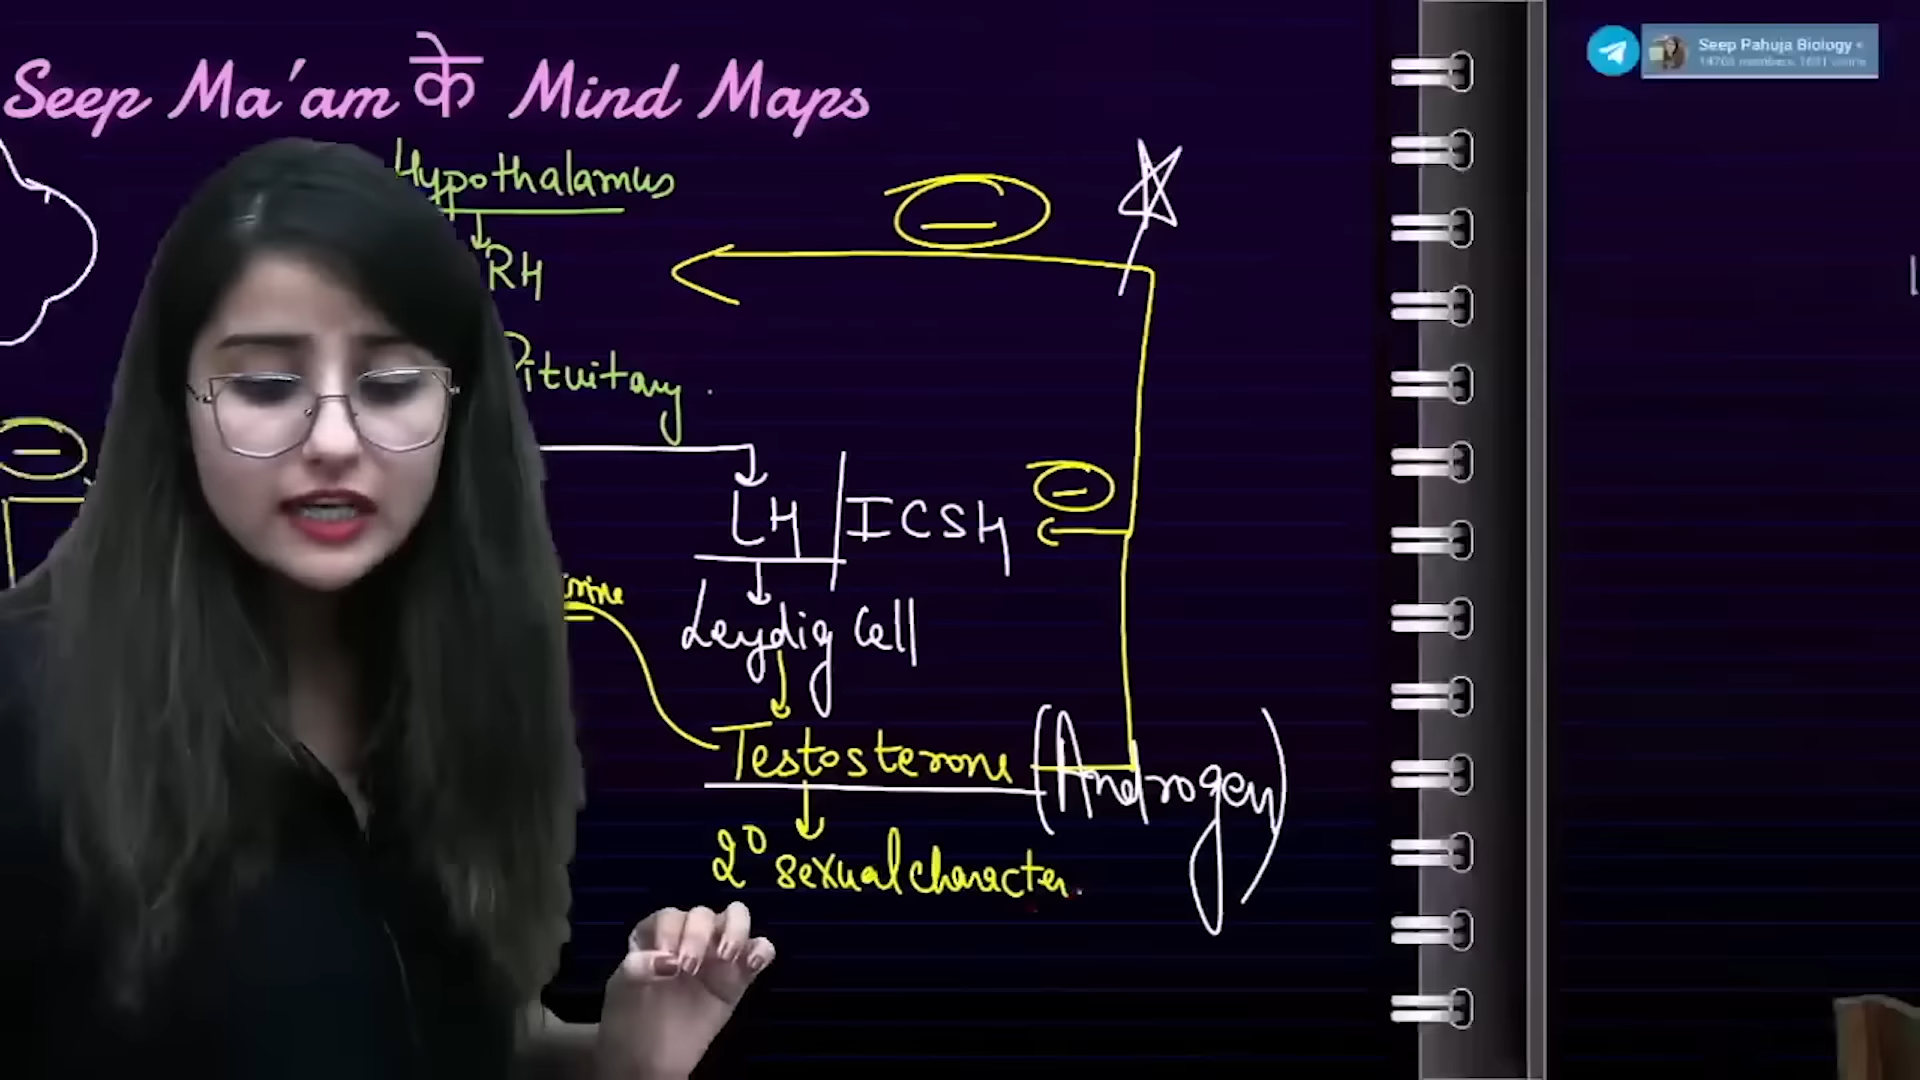 Seep Ma'am के Mind Maps
Seep Pahuja Biology
Hypothalamus
RH
Pituitary.
LH / ICSH
Leydig Cell
Testosterone (Androgen)
2° sexual character.